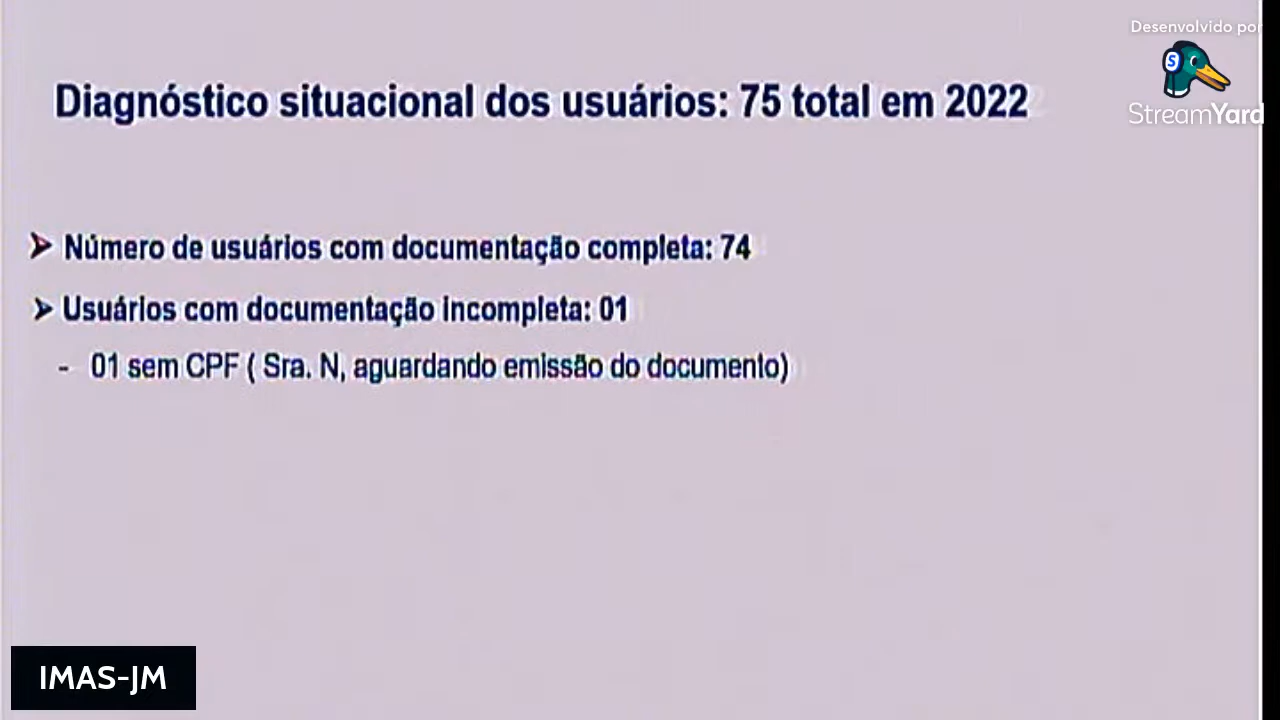 Desenvolvido por
StreamYard
Diagnóstico situacional dos usuários: 75 total em 2022
➤ Número de usuários com documentação completa: 74
➤ Usuários com documentação incompleta: 01
- 01 sem CPF ( Sra. N, aguardando emissão do documento)
IMAS-JM